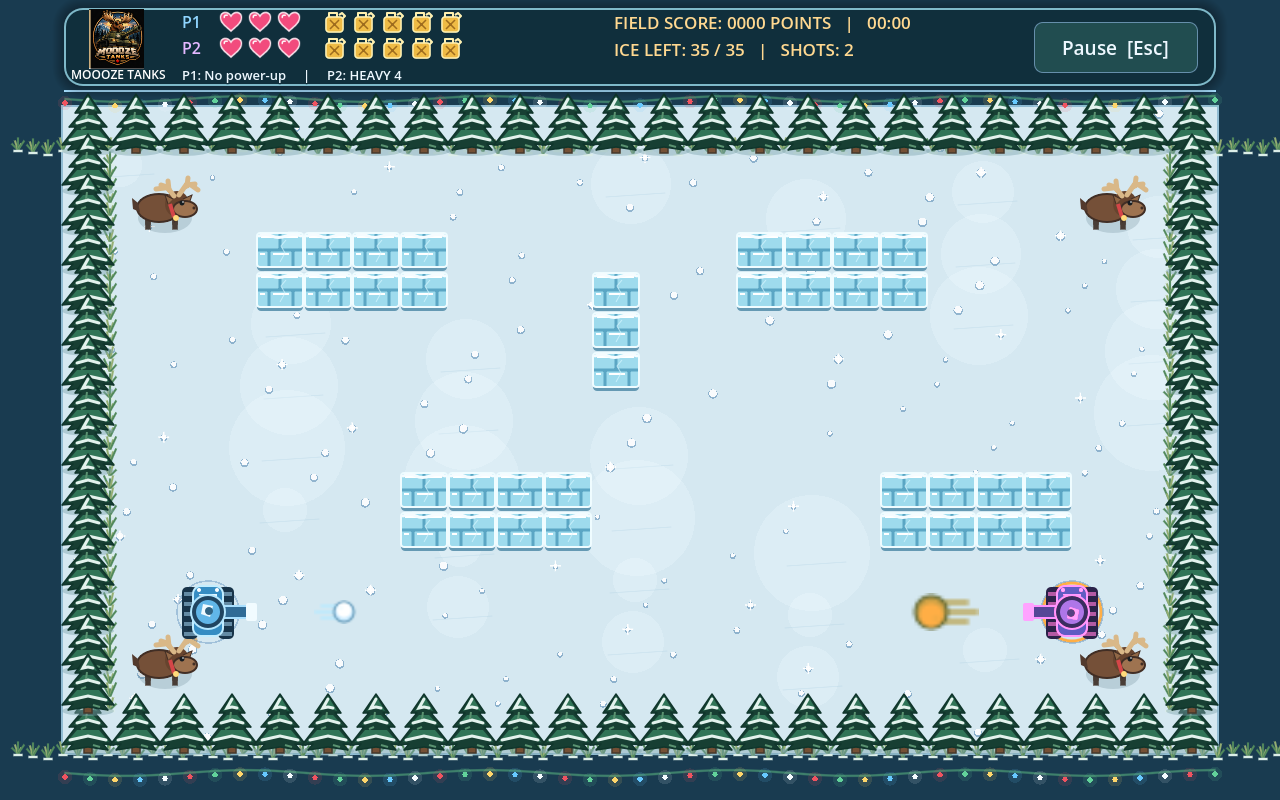 MOOOZE
TANKS
MOOOZE TANKS
P1
P2
P1: No power-up | P2: HEAVY 4
FIELD SCORE: 0000 POINTS | 00:00
ICE LEFT: 35 / 35 | SHOTS: 2
Pause [Esc]